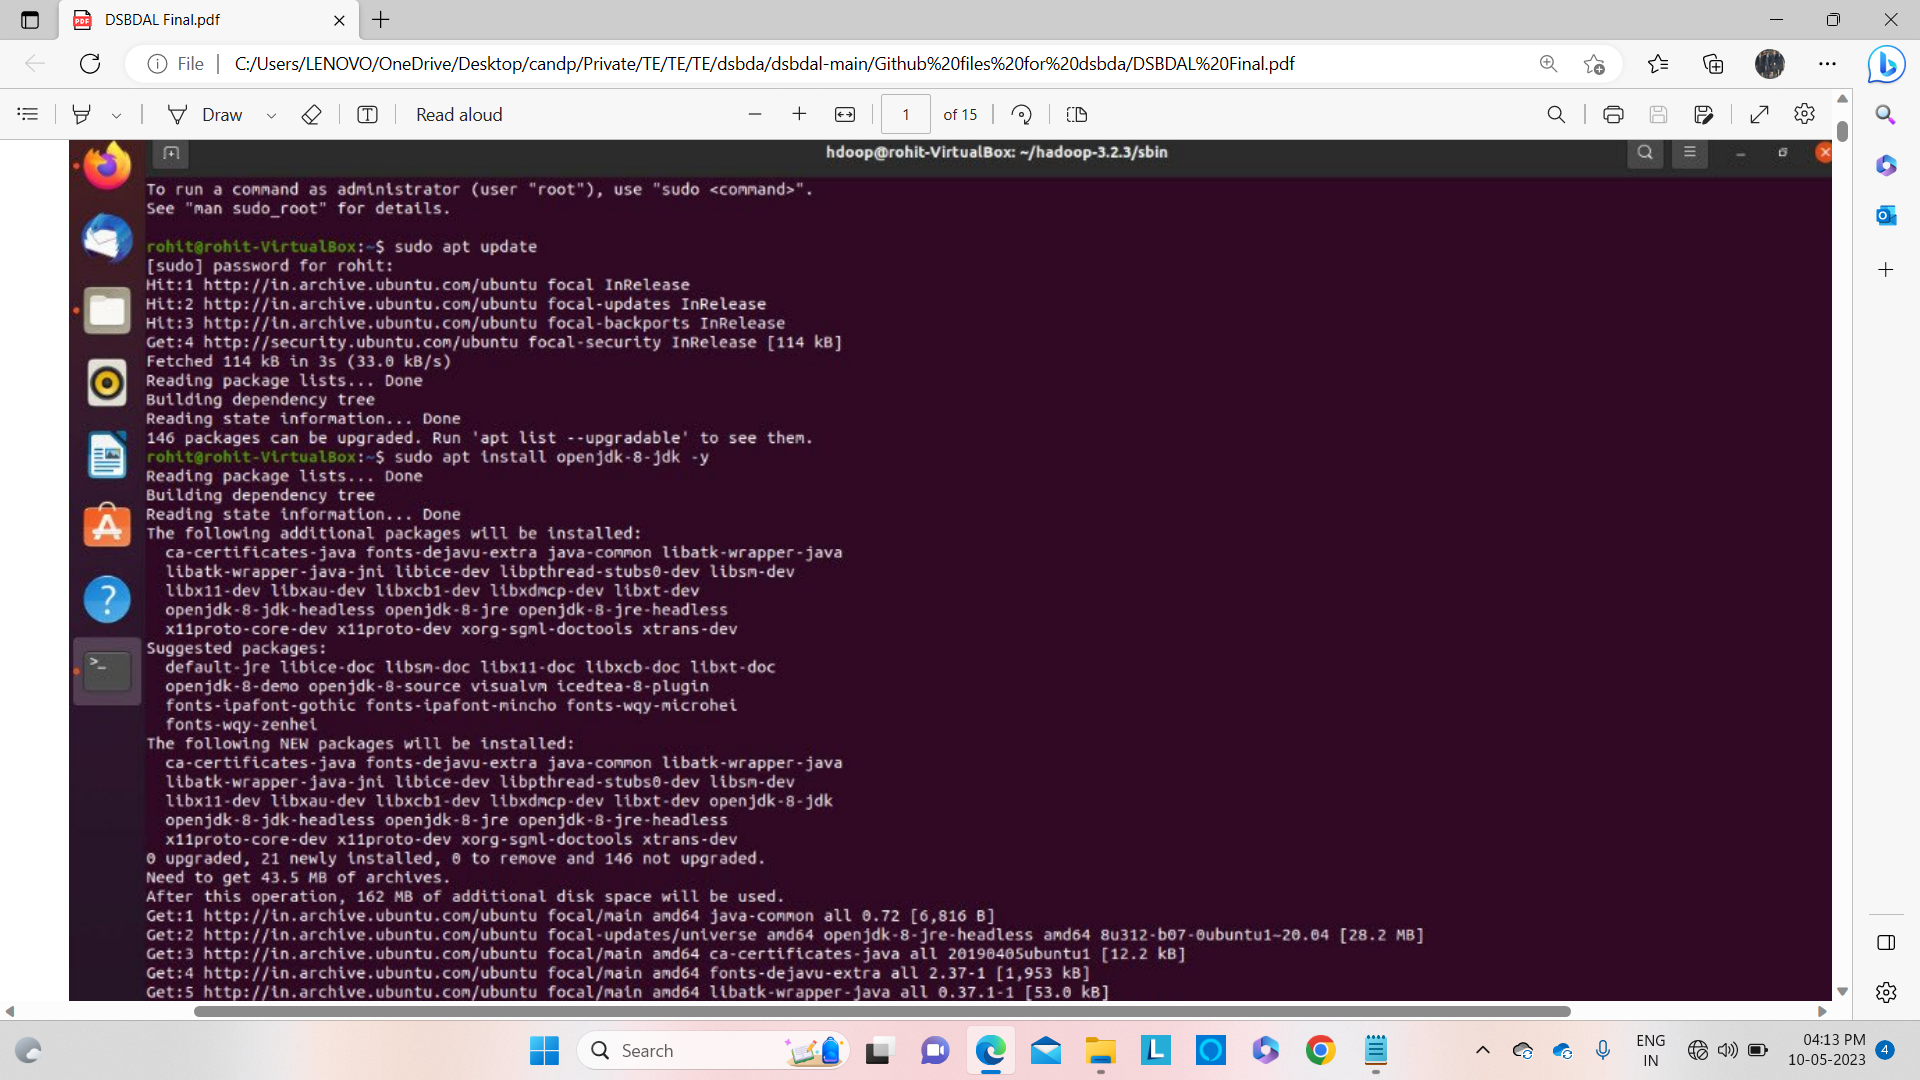 DSBDAL Final.pdf
File
C:/Users/LENOVO/OneDrive/Desktop/candp/Private/TE/TE/TE/dsbda/dsbdal-main/Github%20files%20for%20dsbda/DSBDAL%20Final.pdf
Draw
Read aloud
1 of 15
hdoop@rohit-VirtualBox: ~/hadoop-3.2.3/sbin
To run a command as administrator (user "root"), use "sudo <command>".
See "man sudo_root" for details.
rohit@rohit-VirtualBox:~$ sudo apt update
[sudo] password for rohit:
Hit:1 http://in.archive.ubuntu.com/ubuntu focal InRelease
Hit:2 http://in.archive.ubuntu.com/ubuntu focal-updates InRelease
Hit:3 http://in.archive.ubuntu.com/ubuntu focal-backports InRelease
Get:4 http://security.ubuntu.com/ubuntu focal-security InRelease [114 kB]
Fetched 114 kB in 3s (33.0 kB/s)
Reading package lists... Done
Building dependency tree
Reading state information... Done
146 packages can be upgraded. Run 'apt list --upgradable' to see them.
rohit@rohit-VirtualBox:~$ sudo apt install openjdk-8-jdk -y
Reading package lists... Done
Building dependency tree
Reading state information... Done
The following additional packages will be installed:
ca-certificates-java fonts-dejavu-extra java-common libatk-wrapper-java
libatk-wrapper-java-jni libice-dev libpthread-stubs0-dev libsm-dev
libx11-dev libxau-dev libxcb1-dev libxdmcp-dev libxt-dev
openjdk-8-jdk-headless openjdk-8-jre openjdk-8-jre-headless
x11proto-core-dev x11proto-dev xorg-sgml-doctools xtrans-dev
Suggested packages:
default-jre libice-doc libsm-doc libx11-doc libxcb-doc libxt-doc
openjdk-8-demo openjdk-8-source visualvm icedtea-8-plugin
fonts-ipafont-gothic fonts-ipafont-mincho fonts-wqy-microhei
fonts-wqy-zenhei
The following NEW packages will be installed:
ca-certificates-java fonts-dejavu-extra java-common libatk-wrapper-java
libatk-wrapper-java-jni libice-dev libpthread-stubs0-dev libsm-dev
libx11-dev libxau-dev libxcb1-dev libxdmcp-dev libxt-dev openjdk-8-jdk
openjdk-8-jdk-headless openjdk-8-jre openjdk-8-jre-headless
x11proto-core-dev x11proto-dev xorg-sgml-doctools xtrans-dev
0 upgraded, 21 newly installed, 0 to remove and 146 not upgraded.
Need to get 43.5 MB of archives.
After this operation, 162 MB of additional disk space will be used.
Get:1 http://in.archive.ubuntu.com/ubuntu focal/main amd64 java-common all 0.72 [6,816 B]
Get:2 http://in.archive.ubuntu.com/ubuntu focal-updates/universe amd64 openjdk-8-jre-headless amd64 8u312-b07-0ubuntu1~20.04 [28.2 MB]
Get:3 http://in.archive.ubuntu.com/ubuntu focal/main amd64 ca-certificates-java all 20190405ubuntu1 [12.2 kB]
Get:4 http://in.archive.ubuntu.com/ubuntu focal/main amd64 fonts-dejavu-extra all 2.37-1 [1,953 kB]
Get:5 http://in.archive.ubuntu.com/ubuntu focal/main amd64 libatk-wrapper-java all 0.37.1-1 [53.0 kB]
Search
ENG
IN
04:13 PM
10-05-2023
4